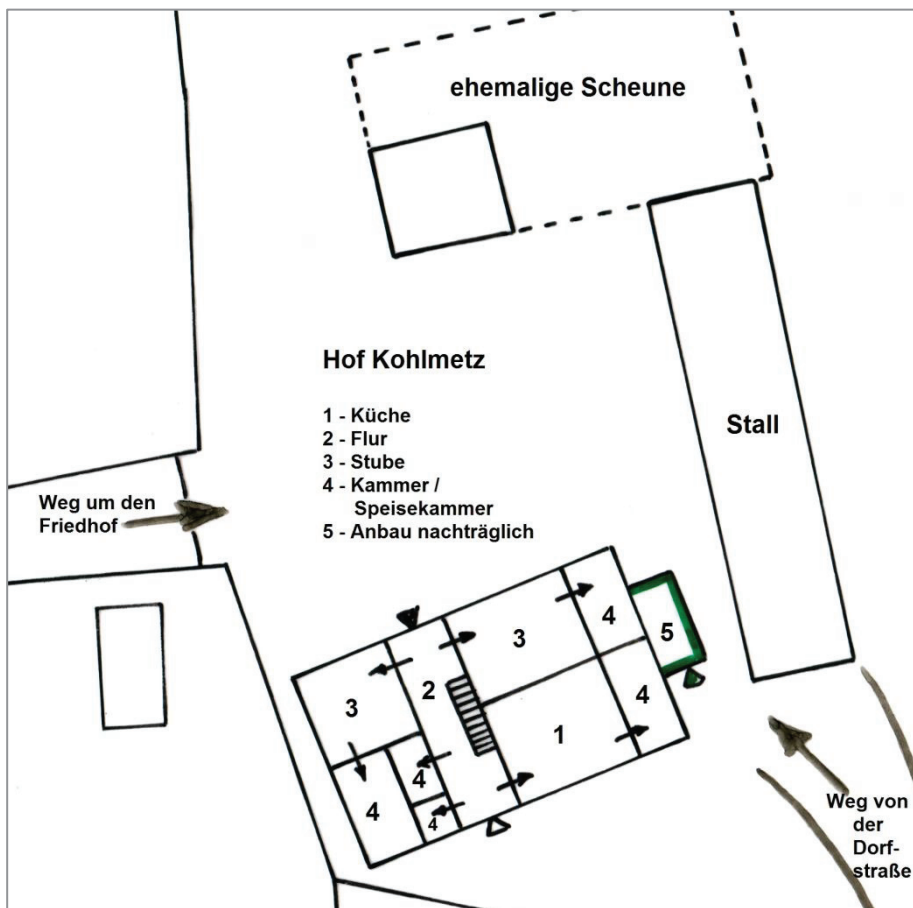 ehemalige Scheune
Hof Kohlmetz
1 - Küche
2 - Flur
3 - Stube
4 - Kammer /
Speisekammer
5 - Anbau nachträglich
Stall
Weg um den
Friedhof
4
5
3
2
3
4
1
4
4
4
Weg von
der
Dorf-
straße